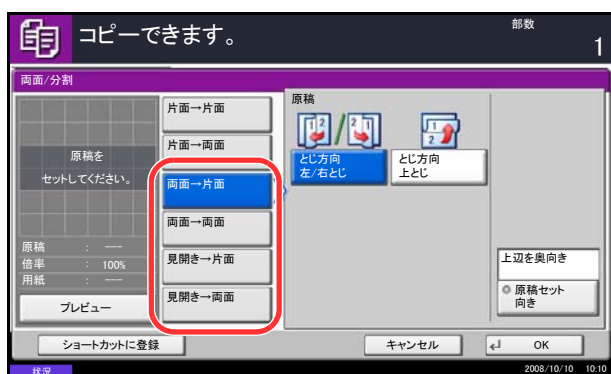 コピーできます。
部数
1
両面/分割
原稿を
セットしてください。
原稿 : ---
倍率 : 100%
用紙 : ---
プレビュー
片面→片面
片面→両面
両面→片面
両面→両面
見開き→片面
見開き→両面
原稿
1 2 / 2 1
1 2
とじ方向
左/右とじ
とじ方向
上とじ
上辺を奥向き
原稿セット
向き
ショートカットに登録
キャンセル
OK
状況
2008/10/10 10:10